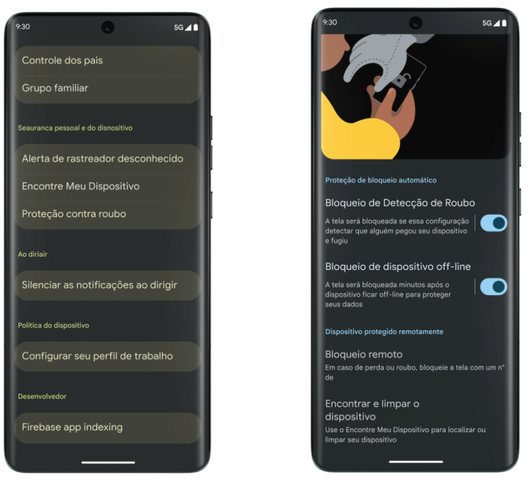 9:30
5G
Controle dos pais
Grupo familiar
Seauranca pessoal e do disnositivo
Alerta de rastreador desconhecido
Encontre Meu Dispositivo
Proteção contra roubo
Ao diriair
Silenciar as notificações ao dirigir
Politica do dispositivo
Configurar seu perfil de trabalho
Desenvolvedor
Firebase app indexing
9:30
5G
Proteção de bloqueio automático
Bloqueio de Detecção de Roubo
A tela será bloqueada se essa configuração
detectar que alguém pegou seu dispositivo
e fugiu
Bloqueio de dispositivo off-line
A tela será bloqueada minutos após o
dispositivo ficar off-line para proteger
seus dados
Dispositivo protegido remotamente
Bloqueio remoto
Em caso de perda ou roubo, bloqueie a tela com um n°
de
Encontrar e limpar o
dispositivo
Use o Encontre Meu Dispositivo para localizar ou
limpar seu dispositivo